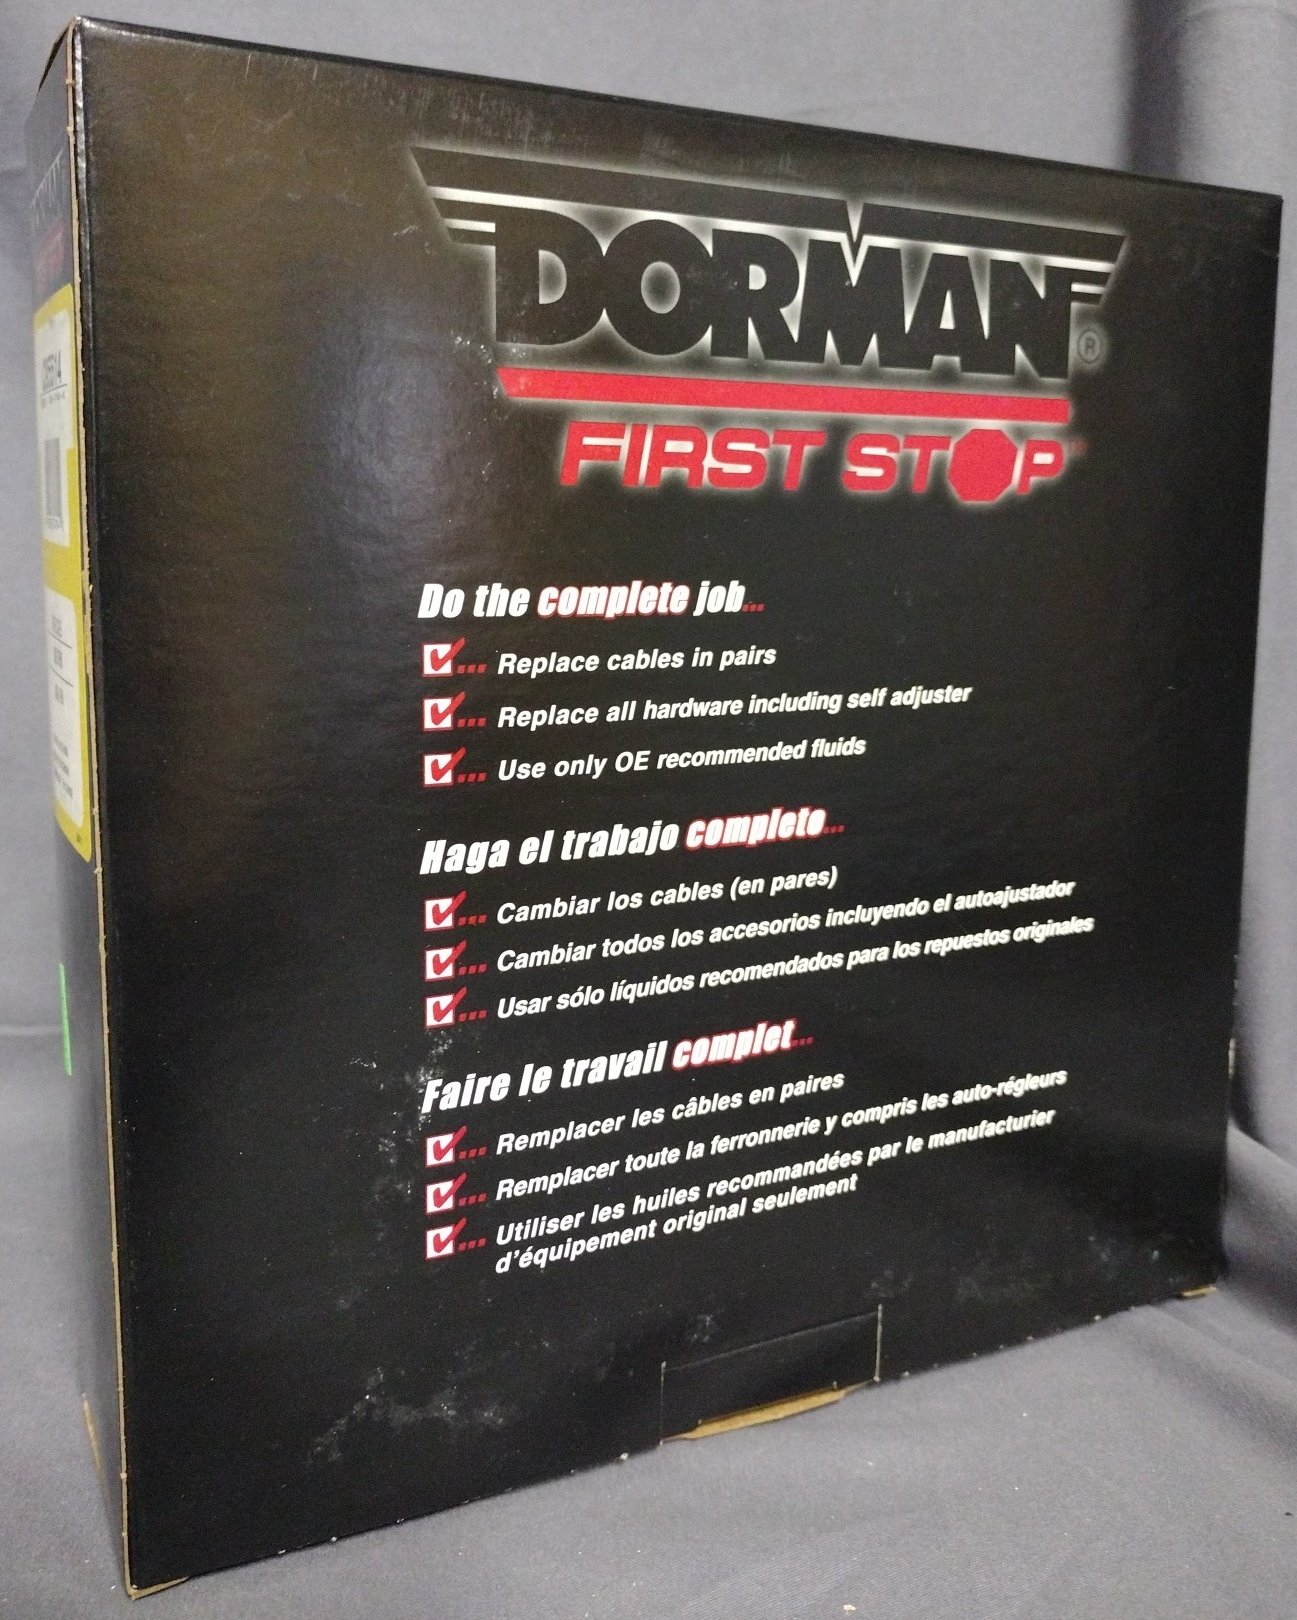 DORMAN®
FIRST STOP
Do the complete job...
... Replace cables in pairs
... Replace all hardware including self adjuster
... Use only OE recommended fluids
Haga el trabajo completo...
... Cambiar los cables (en pares)
... Cambiar todos los accesorios incluyendo el autoajustador
... Usar sólo líquidos recomendados para los repuestos originales
Faire le travail complet...
... Remplacer les câbles en paires
... Remplacer toute la ferronnerie y compris les auto-régleurs
... Utiliser les huiles recommandées par le manufacturier
d'équipement original seulement